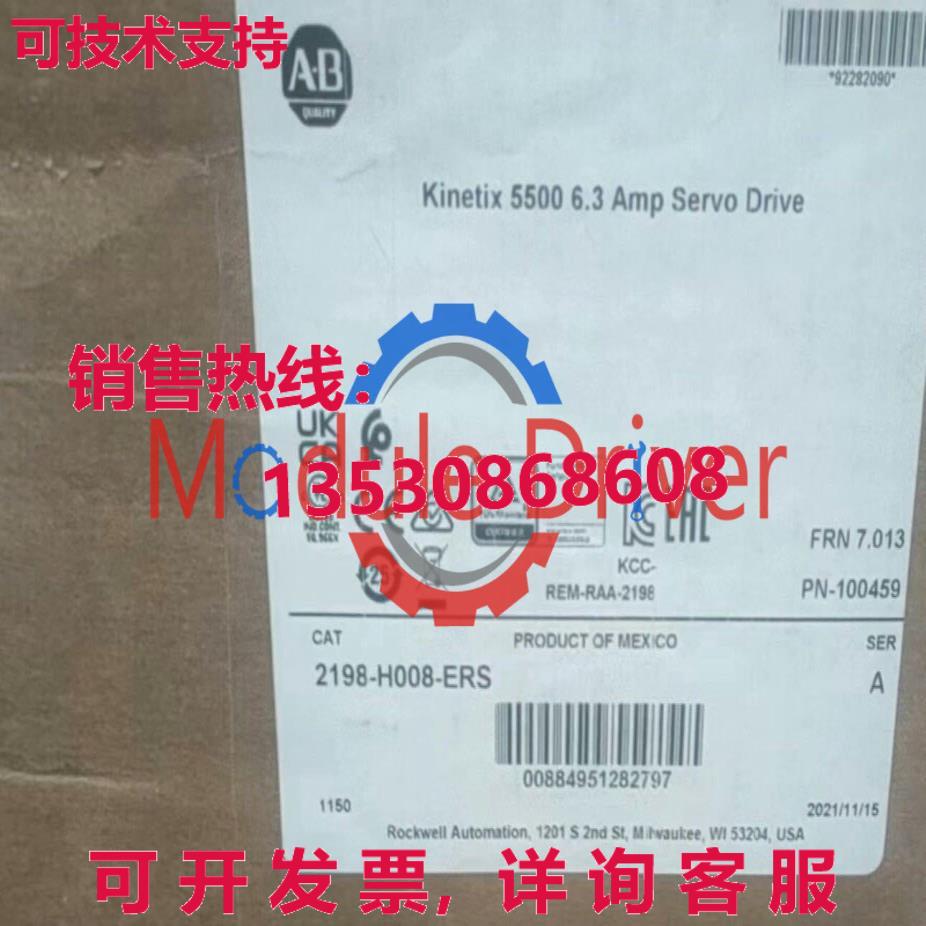 可技术支持
A-B
QUALITY
*92282090*
Kinetix 5500 6.3 Amp Servo Drive
销售热线:
UK
CA
Module Driver
13530868608
FRN 7.013
KCC-
REM-RAA-2198
PN-100459
25
CAT
PRODUCT OF MEXICO
SER
2198-H008-ERS
A
00884951282797
1150
2021/11/15
Rockwell Automation, 1201 S 2nd St, Milwaukee, WI 53204, USA
可开发票,详询客服